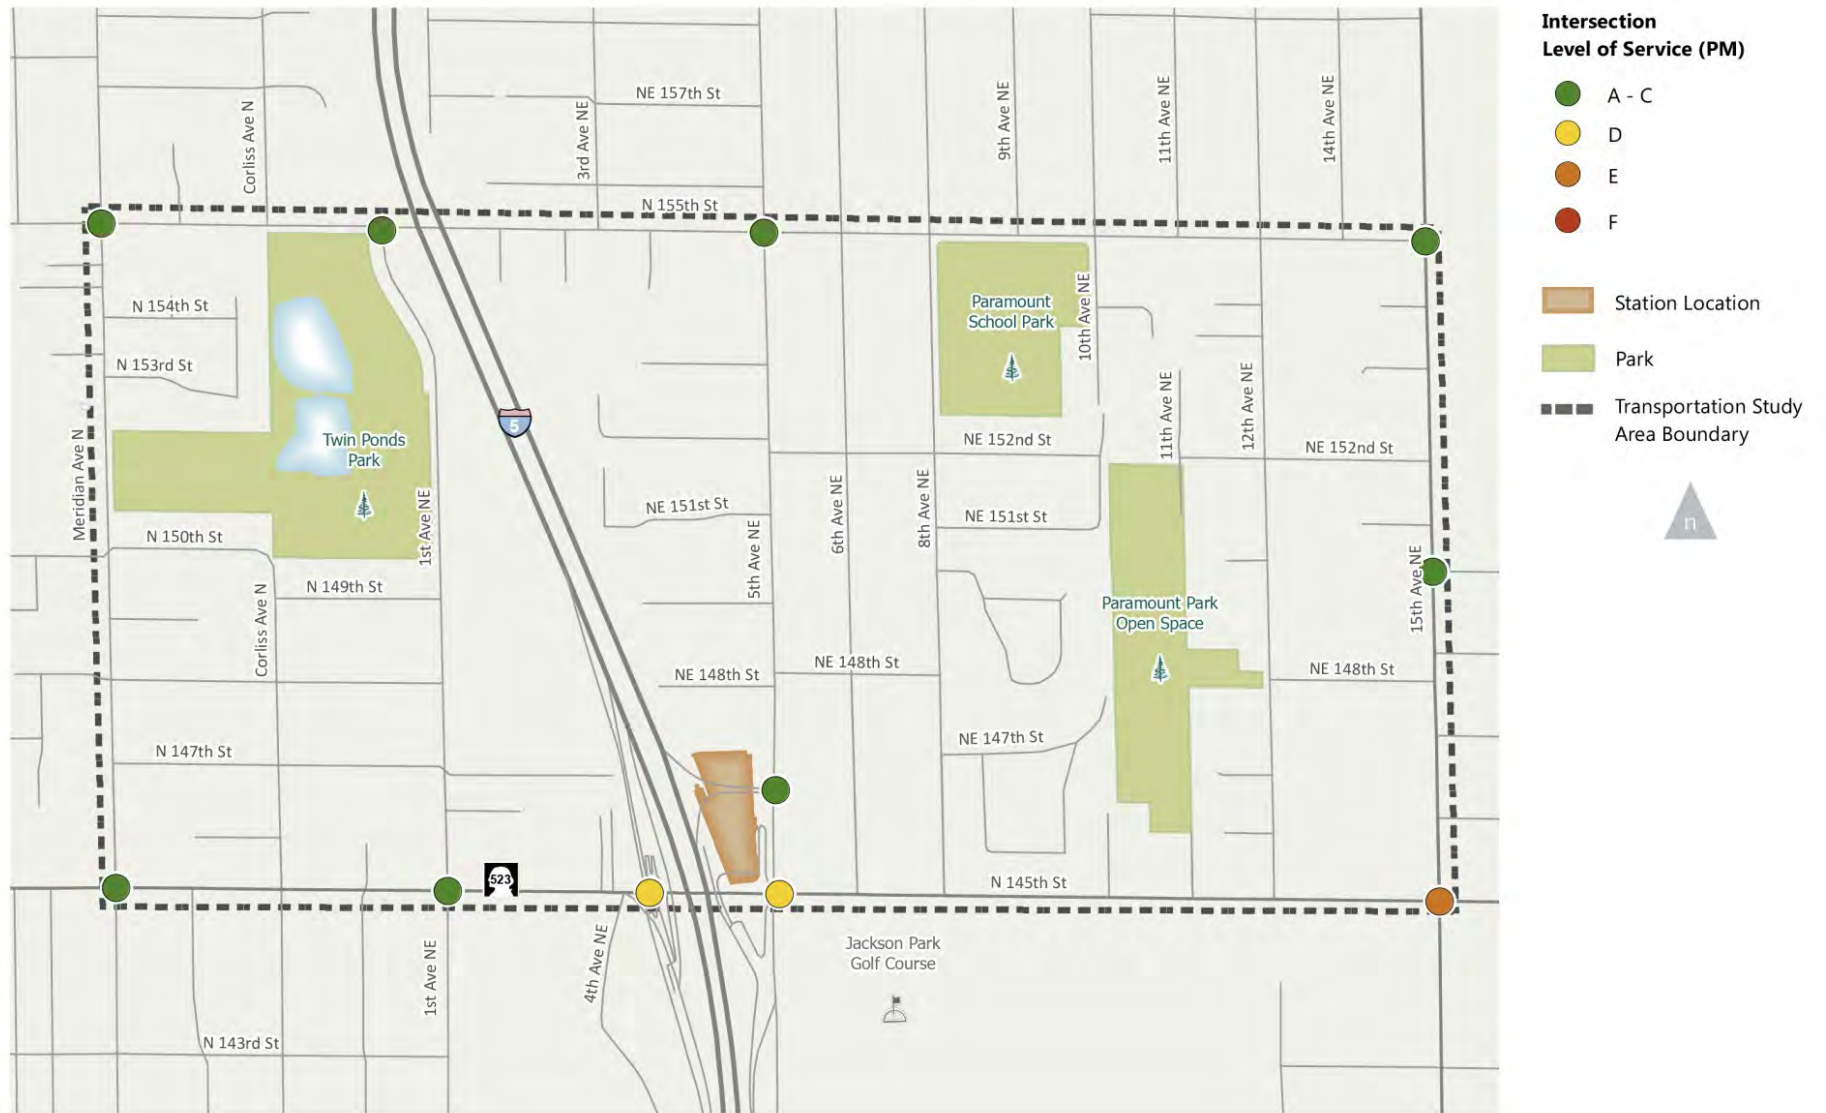 Intersection
Level of Service (PM)
A - C
D
E
F
Station Location
Park
Transportation Study
Area Boundary
n
NE 157th St
Corliss Ave N
3rd Ave NE
9th Ave NE
11th Ave NE
14th Ave NE
N 155th St
N 154th St
N 153rd St
Paramount
School Park
10th Ave NE
5
Twin Ponds
Park
Meridian Ave N
1st Ave NE
NE 152nd St
11th Ave NE
12th Ave NE
NE 152nd St
NE 151st St
NE 151st St
N 150th St
5th Ave NE
6th Ave NE
8th Ave NE
N 149th St
Corliss Ave N
Paramount Park
Open Space
15th Ave NE
NE 148th St
NE 148th St
NE 148th St
N 147th St
NE 147th St
523
N 145th St
1st Ave NE
4th Ave NE
Jackson Park
Golf Course
N 143rd St